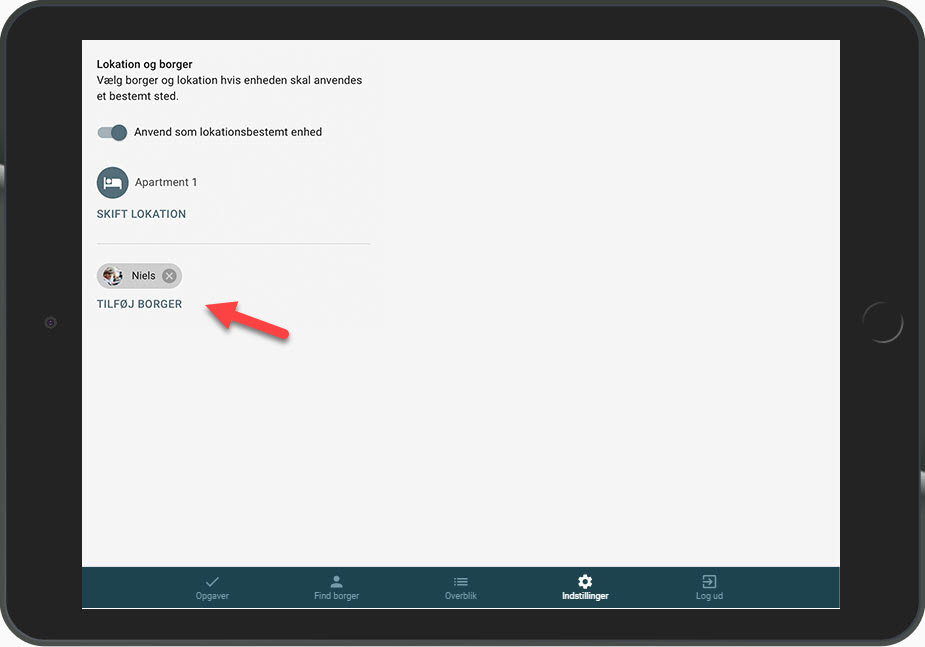 Lokation og borger
Vælg borger og lokation hvis enheden skal anvendes
et bestemt sted.
Anvend som lokationsbestemt enhed
Apartment 1
SKIFT LOKATION
Niels
TILFØJ BORGER
Opgaver
Find borger
Overblik
Indstillinger
Log ud